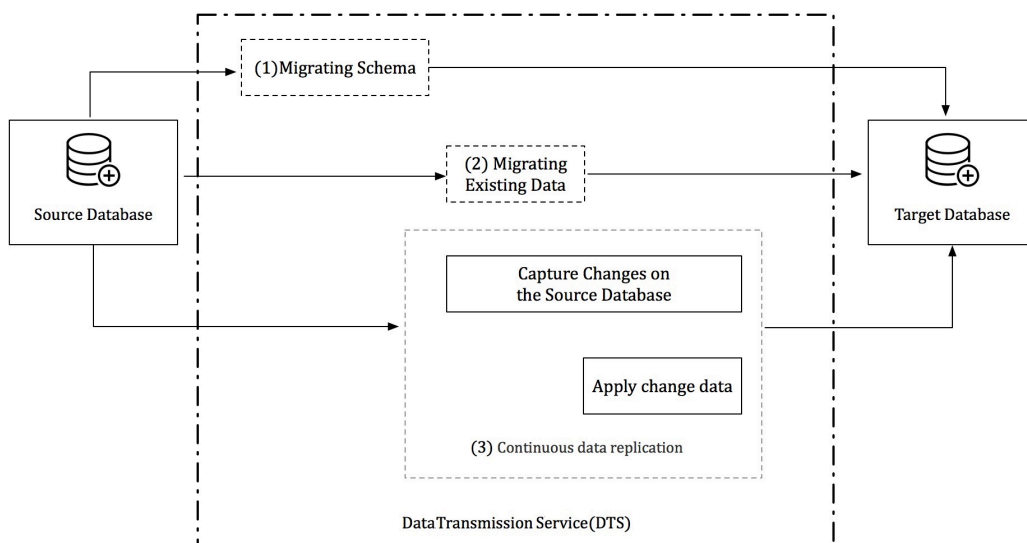 (1)Migrating Schema
Source Database
(2) Migrating
Existing Data
Target Database
Capture Changes on
the Source Database
Apply change data
(3) Continuous data replication
DataTransmission Service(DTS)